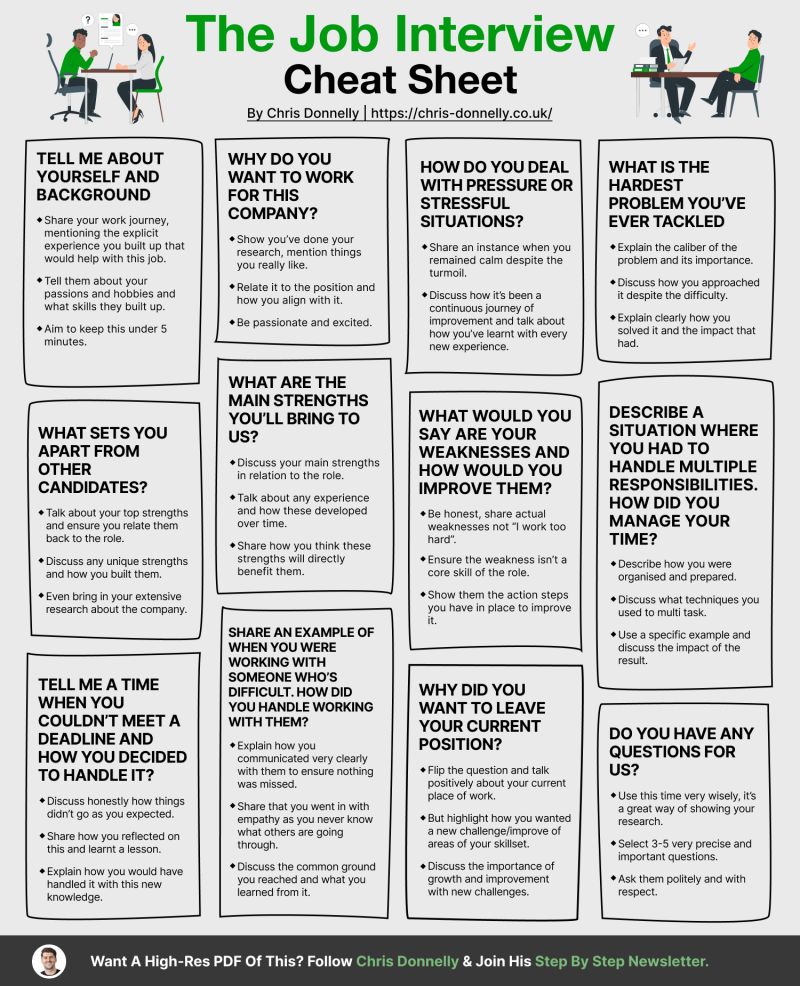 The Job Interview
Cheat Sheet
By Chris Donnelly | https://chris-donnelly.co.uk/
TELL ME ABOUT
YOURSELF AND
BACKGROUND
◆ Share your work journey,
mentioning the explicit
experience you built up that
would help with this job.
◆ Tell them about your
passions and hobbies and
what skills they built up.
◆ Aim to keep this under 5
minutes.
WHY DO YOU
WANT TO WORK
FOR THIS
COMPANY?
◆ Show you've done your
research, mention things
you really like.
◆ Relate it to the position and
how you align with it.
◆ Be passionate and excited.
HOW DO YOU DEAL
WITH PRESSURE OR
STRESSFUL
SITUATIONS?
◆ Share an instance when you
remained calm despite the
turmoil.
◆ Discuss how it's been a
continuous journey of
improvement and talk about
how you've learnt with every
new experience.
WHAT IS THE
HARDEST
PROBLEM YOU'VE
EVER TACKLED
◆ Explain the caliber of the
problem and its importance.
◆ Discuss how you approached
it despite the difficulty.
◆ Explain clearly how you
solved it and the impact that
had.
WHAT SETS YOU
APART FROM
OTHER
CANDIDATES?
◆ Talk about your top strengths
and ensure you relate them
back to the role.
◆ Discuss any unique strengths
and how you built them.
◆ Even bring in your extensive
research about the company.
WHAT ARE THE
MAIN STRENGTHS
YOU'LL BRING TO
US?
◆ Discuss your main strengths
in relation to the role.
◆ Talk about any experience
and how these developed
over time.
◆ Share how you think these
strengths will directly
benefit them.
WHAT WOULD YOU
SAY ARE YOUR
WEAKNESSES AND
HOW WOULD YOU
IMPROVE THEM?
◆ Be honest, share actual
weaknesses not "I work too
hard".
◆ Ensure the weakness isn't a
core skill of the role.
◆ Show them the action steps
you have in place to improve
it.
DESCRIBE A
SITUATION WHERE
YOU HAD TO
HANDLE MULTIPLE
RESPONSIBILITIES.
HOW DID YOU
MANAGE YOUR
TIME?
◆ Describe how you were
organised and prepared.
◆ Discuss what techniques you
used to multi task.
◆ Use a specific example and
discuss the impact of the
result.
TELL ME A TIME
WHEN YOU
COULDN'T MEET A
DEADLINE AND
HOW YOU DECIDED
TO HANDLE IT?
◆ Discuss honestly how things
didn't go as you expected.
◆ Share how you reflected on
this and learnt a lesson.
◆ Explain how you would have
handled it with this new
knowledge.
SHARE AN EXAMPLE OF
WHEN YOU WERE
WORKING WITH
SOMEONE WHO'S
DIFFICULT. HOW DID
YOU HANDLE WORKING
WITH THEM?
◆ Explain how you
communicated very clearly
with them to ensure nothing
was missed.
◆ Share that you went in with
empathy as you never know
what others are going
through.
◆ Discuss the common ground
you reached and what you
learned from it.
WHY DID YOU
WANT TO LEAVE
YOUR CURRENT
POSITION?
◆ Flip the question and talk
positively about your current
place of work.
◆ But highlight how you wanted
a new challenge/improve of
areas of your skillset.
◆ Discuss the importance of
growth and improvement
with new challenges.
DO YOU HAVE ANY
QUESTIONS FOR
US?
◆ Use this time very wisely, it's
a great way of showing your
research.
◆ Select 3-5 very precise and
important questions.
◆ Ask them politely and with
respect.
Want A High-Res PDF Of This? Follow Chris Donnelly & Join His Step By Step Newsletter.